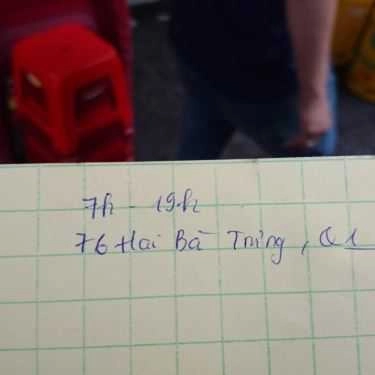 7h - 19h
76 Hai Bà Trưng, Q1